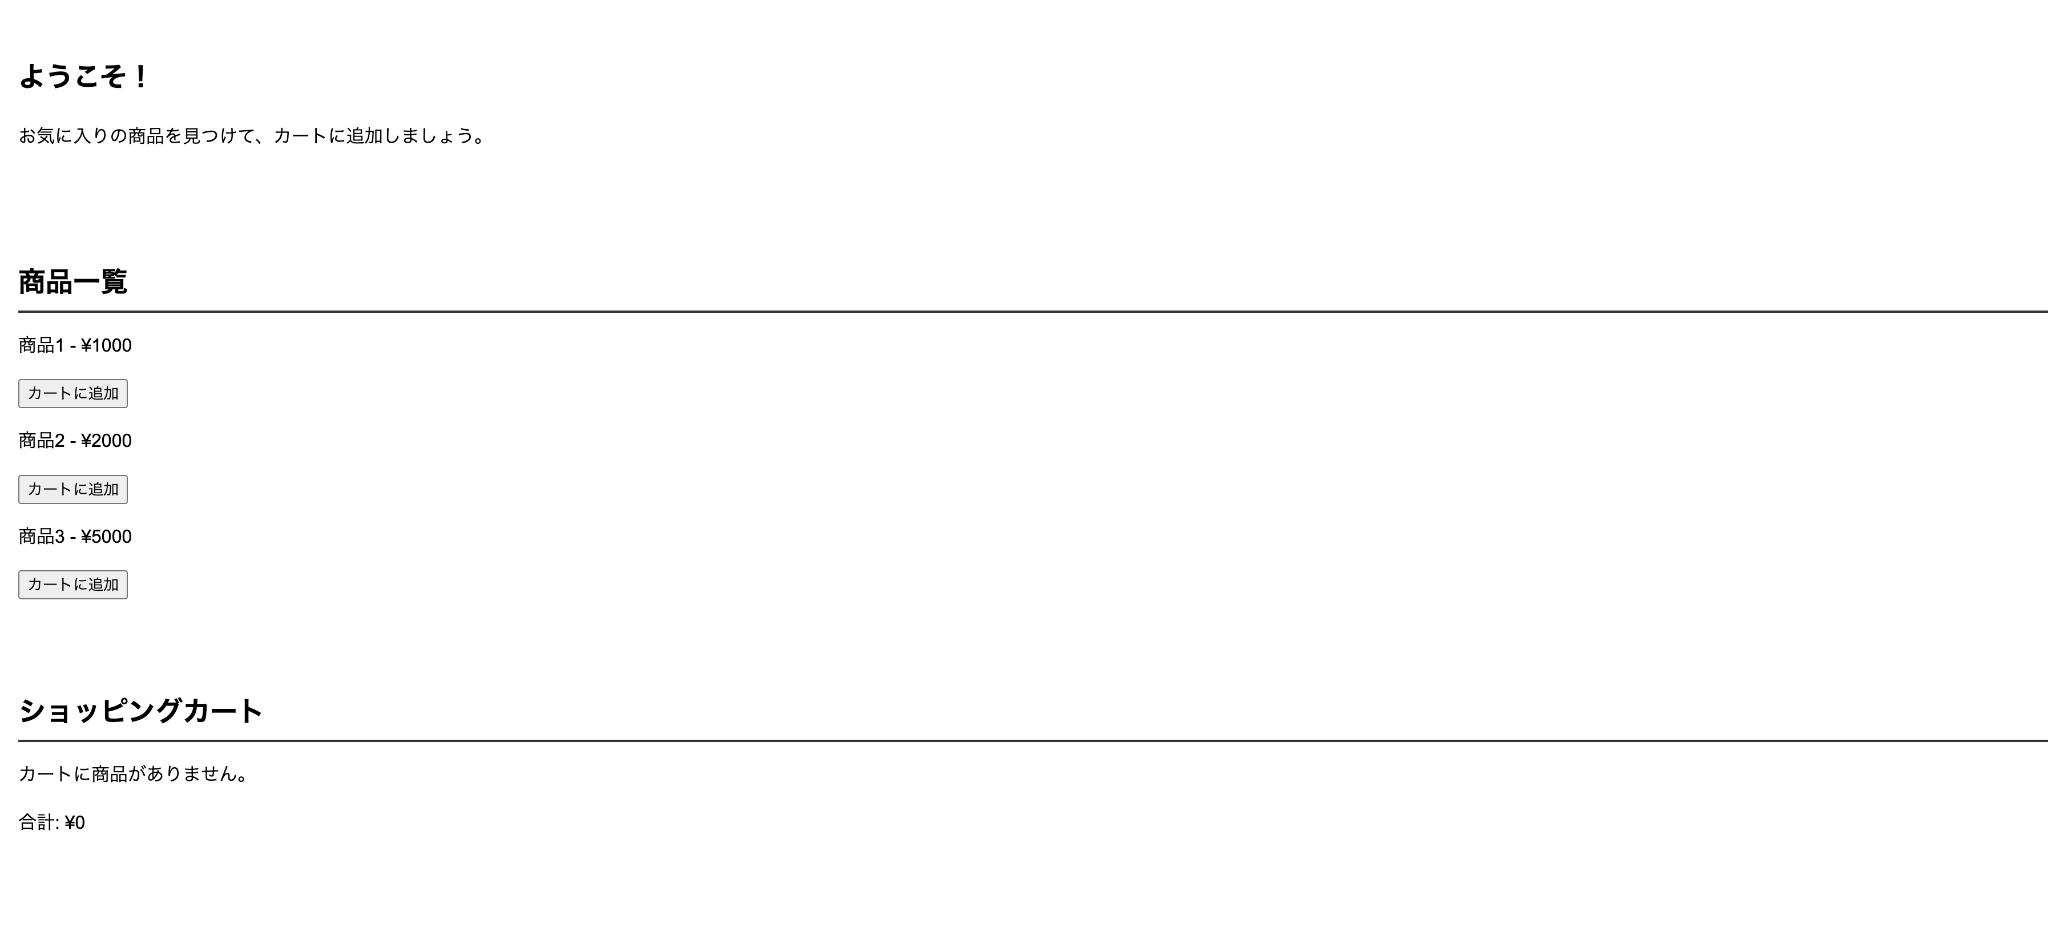 ようこそ！
お気に入りの商品を見つけて、カートに追加しましょう。
商品一覧
商品1 - ¥1000
カートに追加
商品2 - ¥2000
カートに追加
商品3 - ¥5000
カートに追加
ショッピングカート
カートに商品がありません。
合計: ¥0